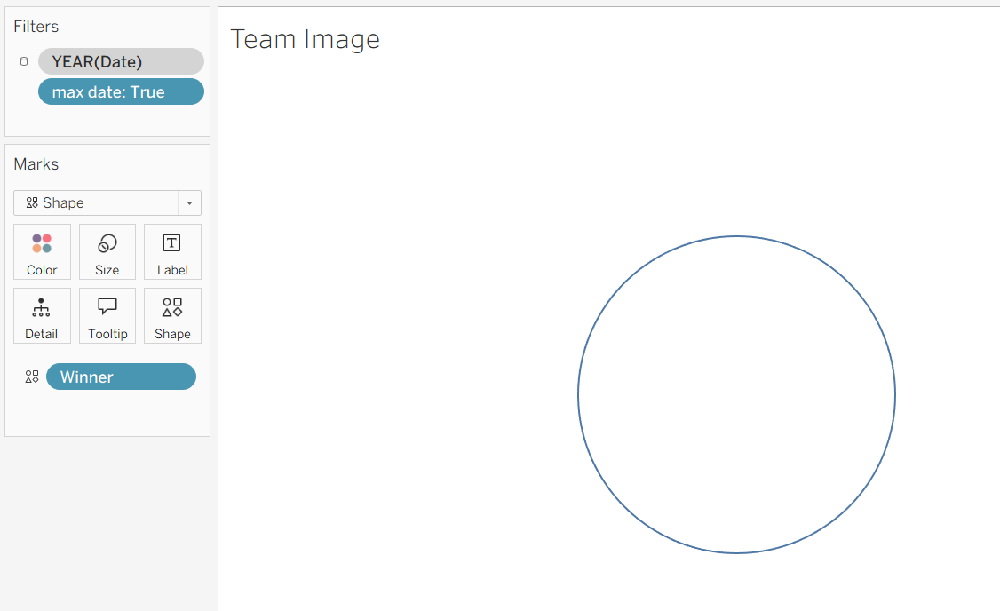 Filters
YEAR(Date)
max date: True
Marks
Shape
Color
Size
Label
Detail
Tooltip
Shape
Winner
Team Image